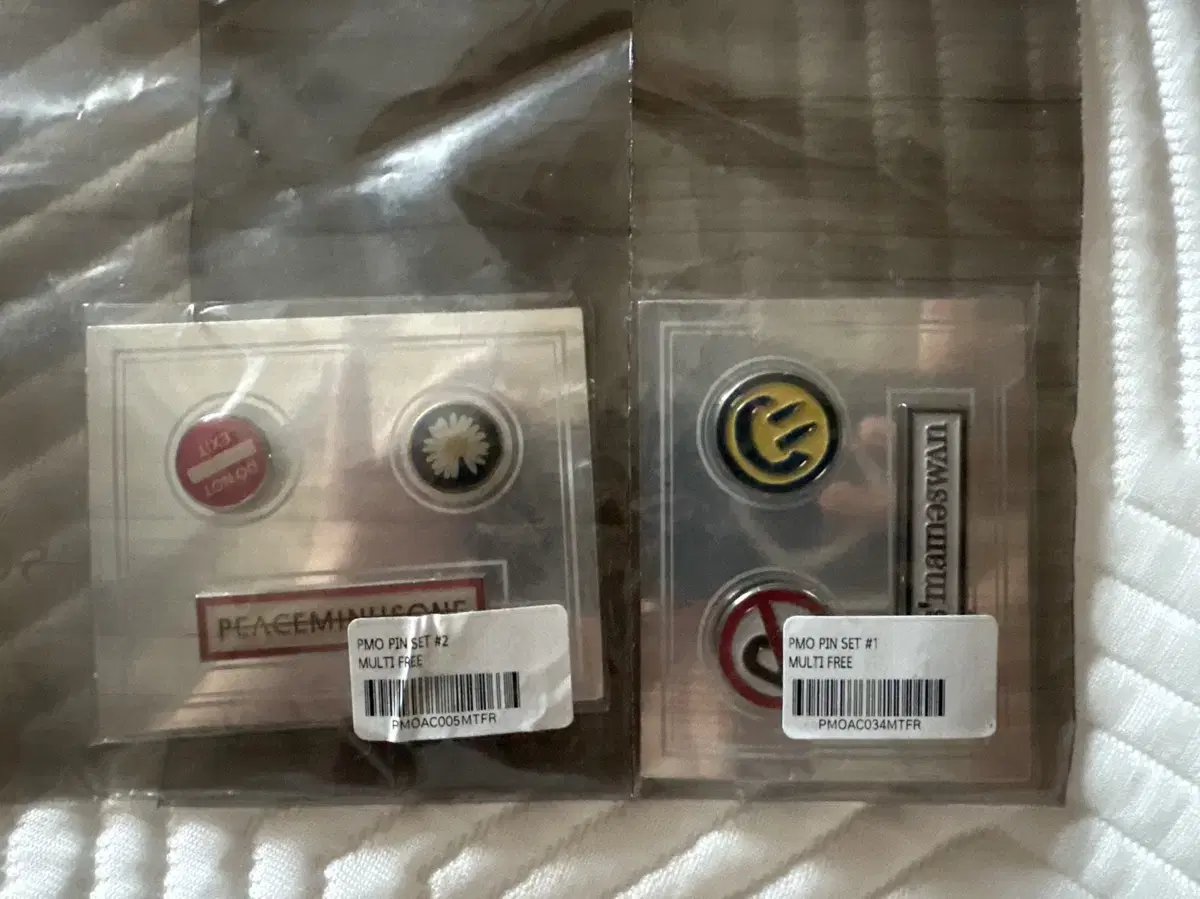 DO NOT
EXIT
PEACEMINUSONE
PMO PIN SET #2
MULTI FREE
PMOAC005MTFR
PMO PIN SET #1
MULTI FREE
PMOAC034MTFR